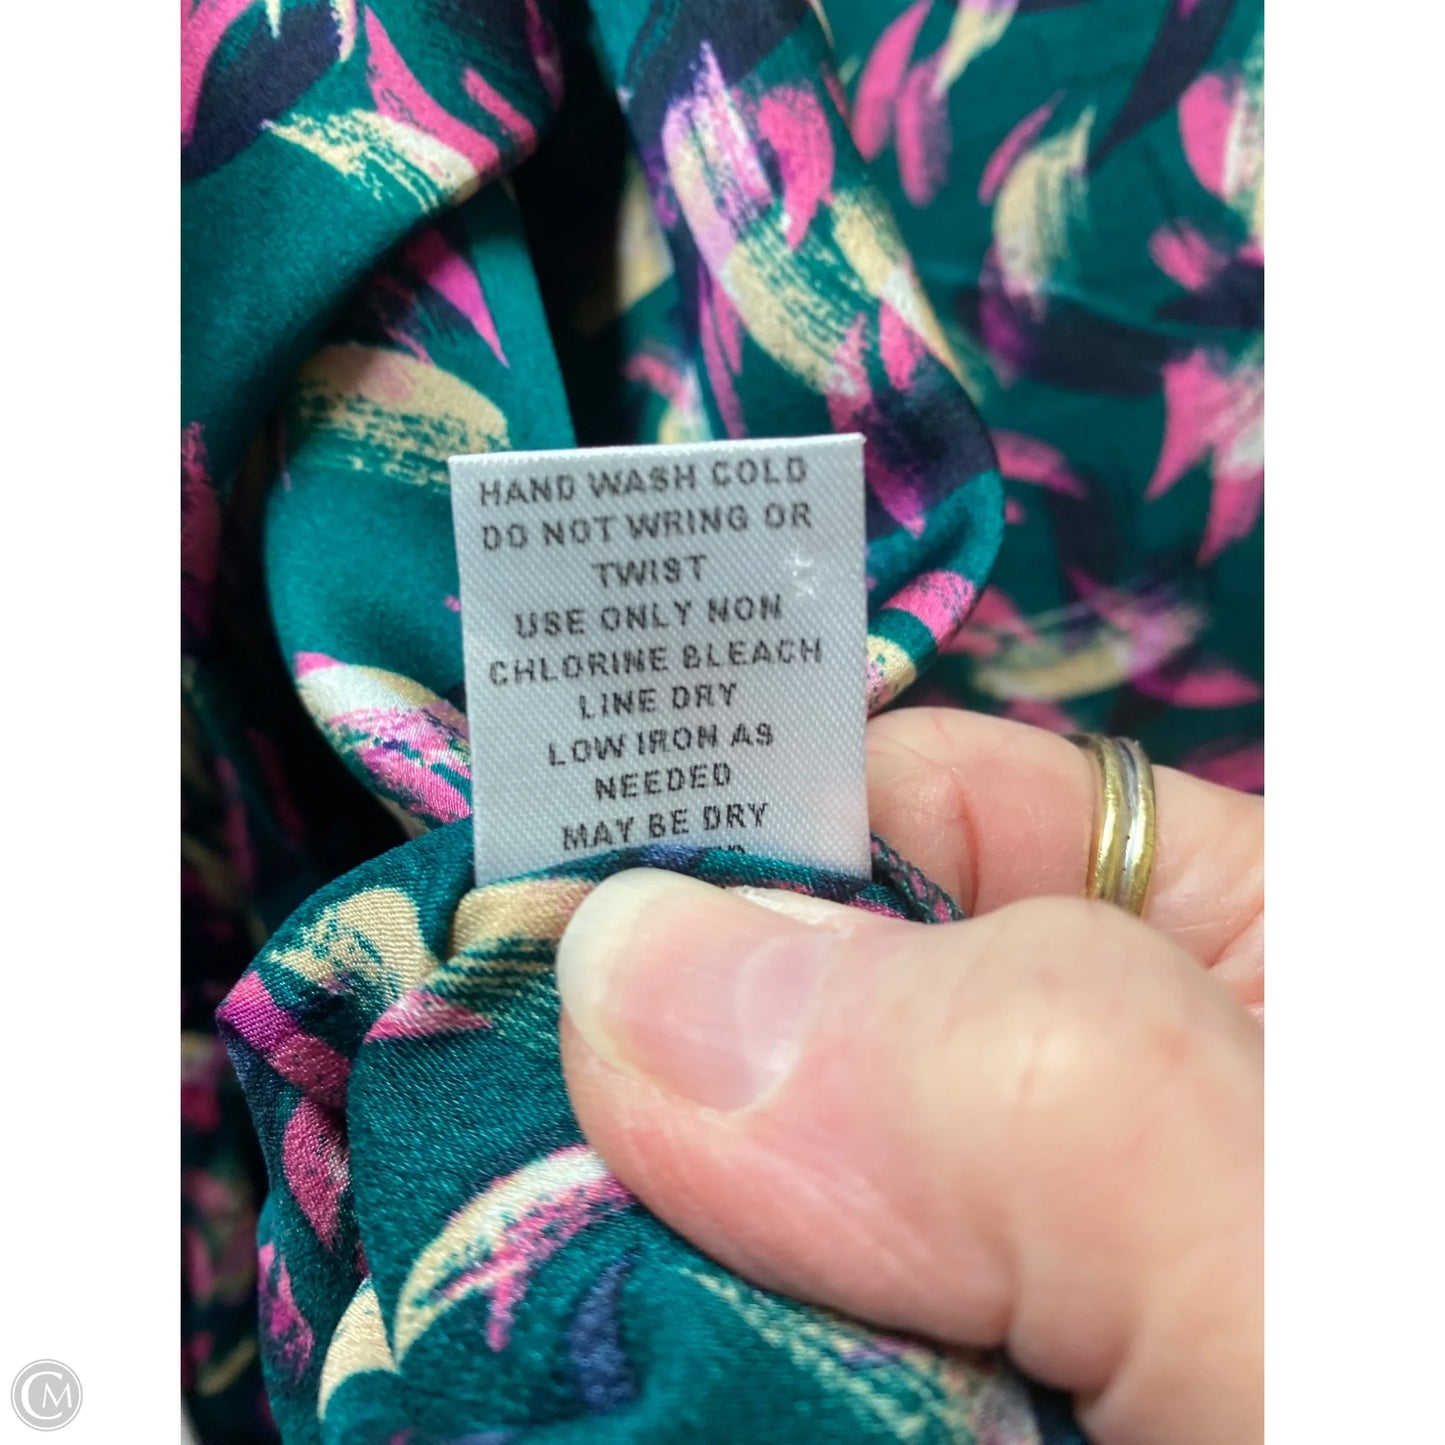 HAND WASH COLD
DO NOT WRING OR
TWIST
USE ONLY NON
CHLORINE BLEACH
LINE DRY
LOW IRON AS
NEEDED
MAY BE DRY
CM